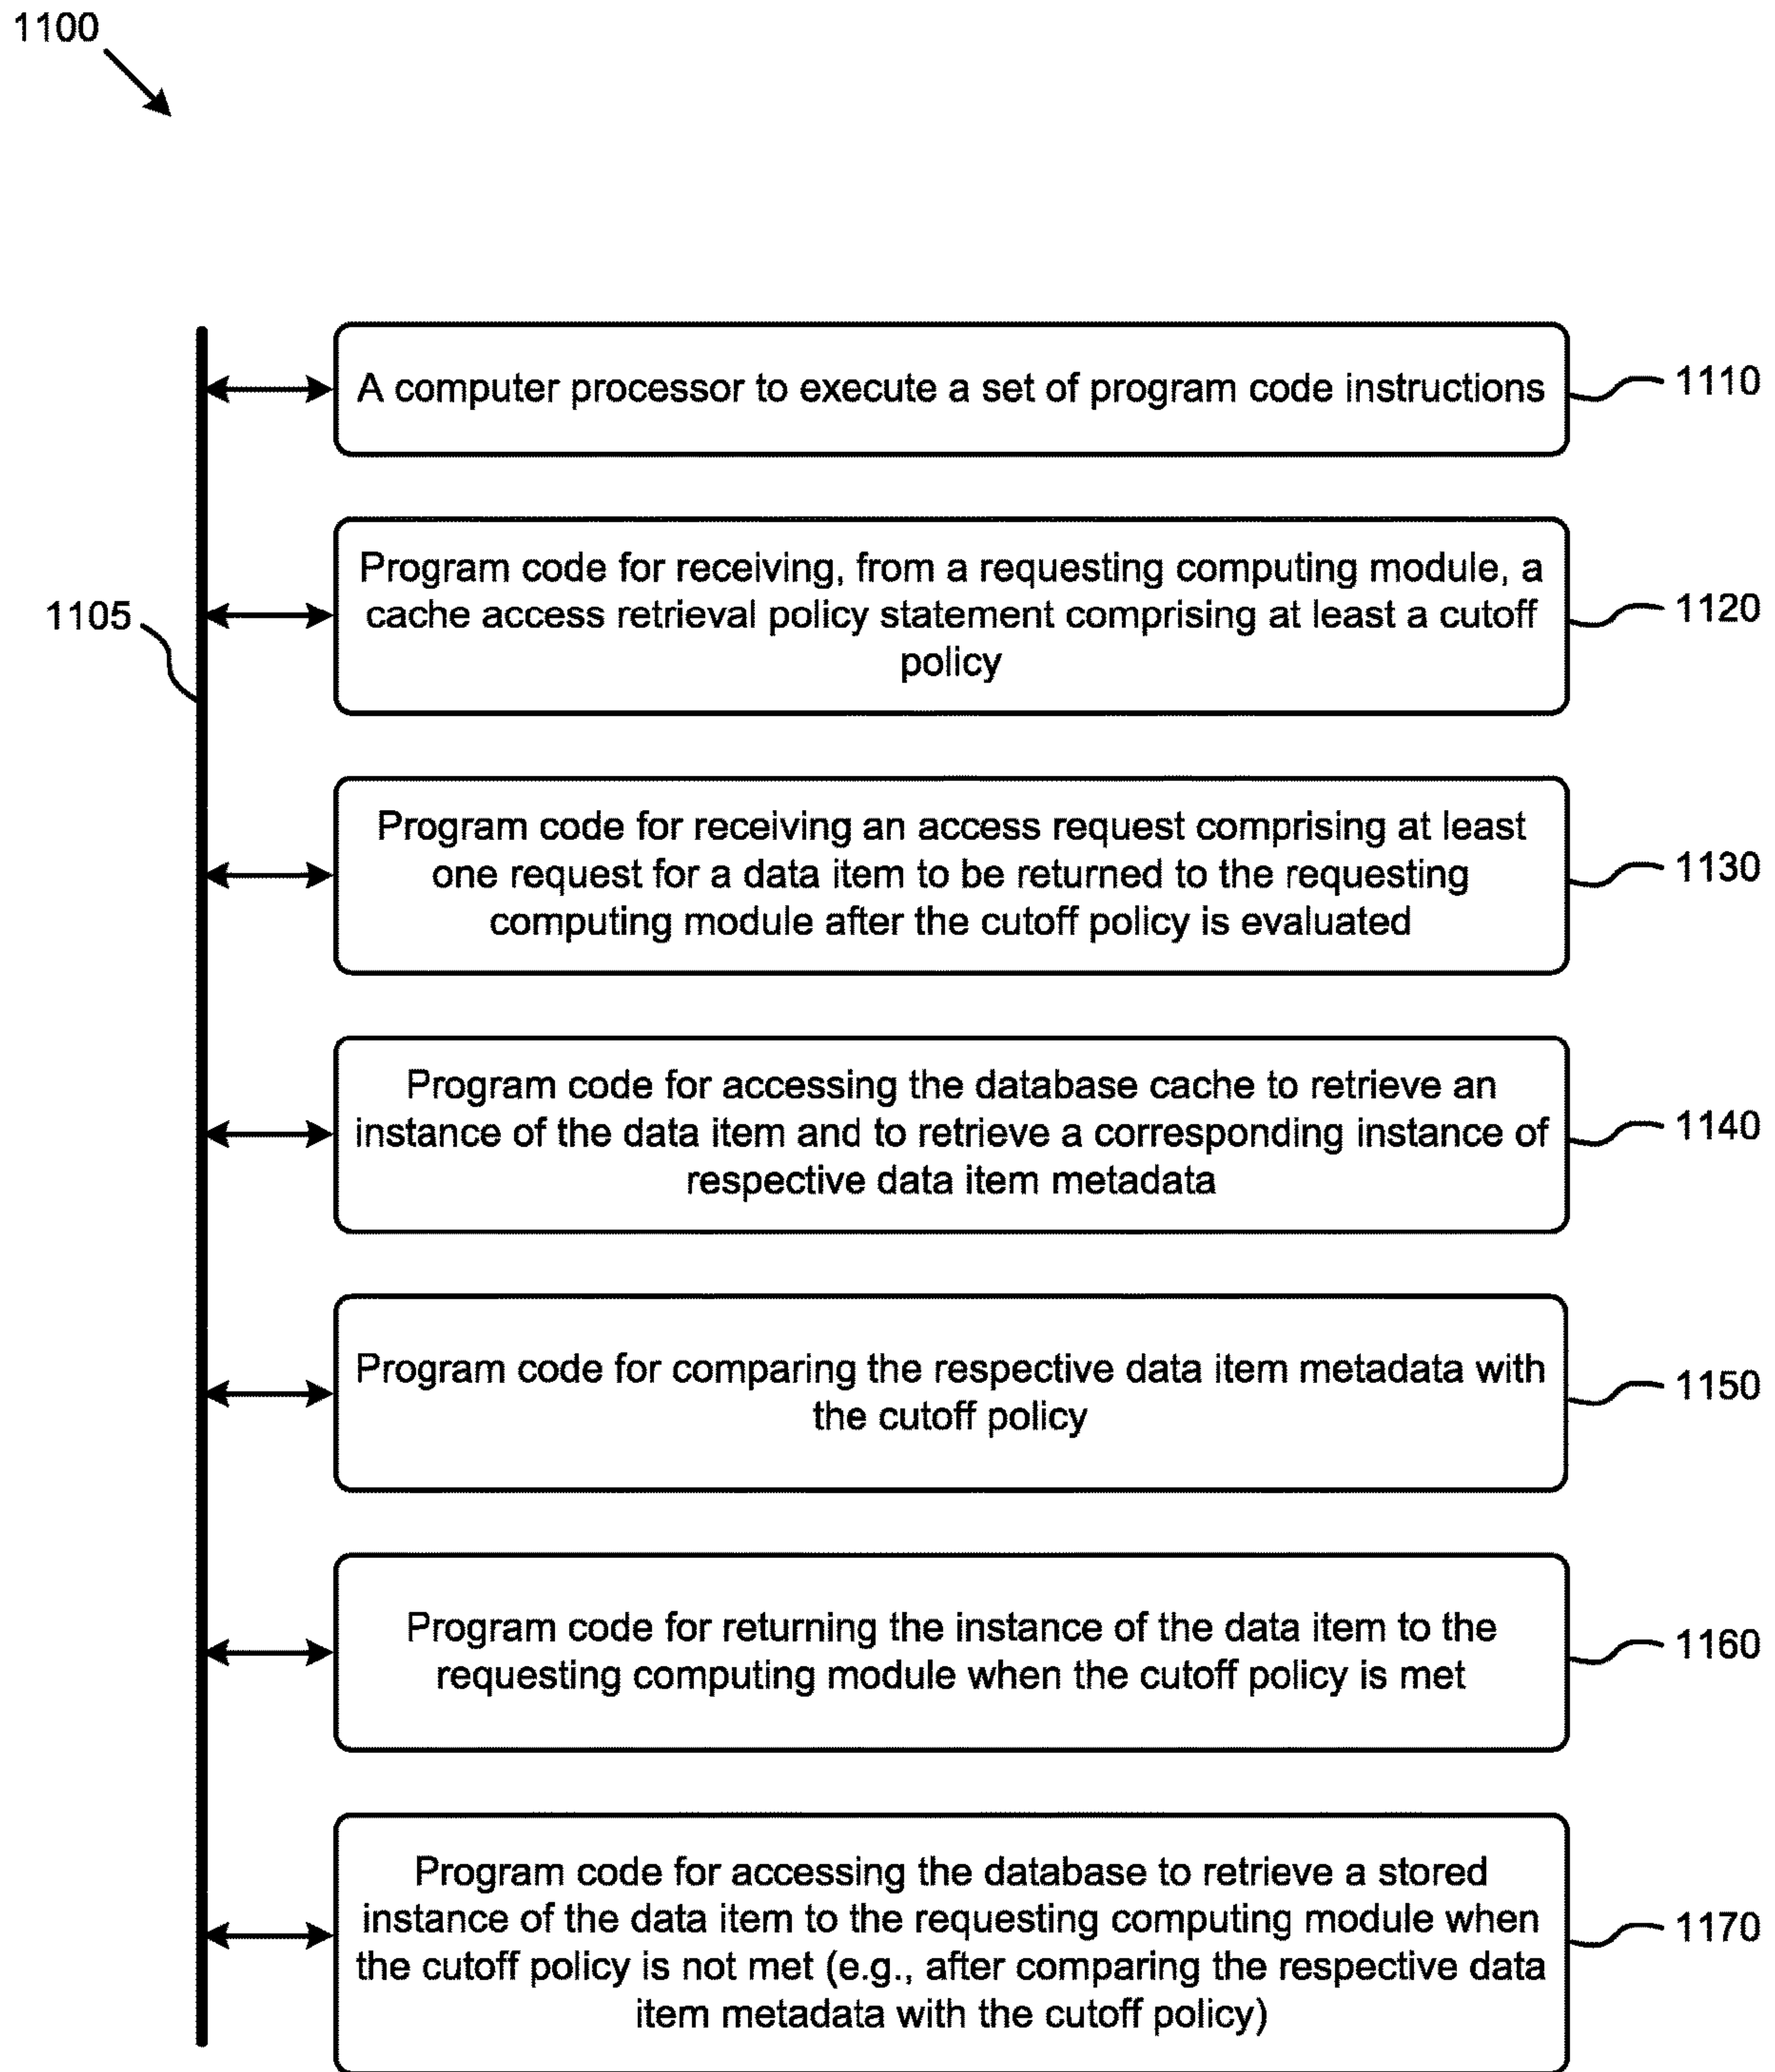 1100
A computer processor to execute a set of program code instructions
1110
Program code for receiving, from a requesting computing module, a
cache access retrieval policy statement comprising at least a cutoff
policy
1120
1105
Program code for receiving an access request comprising at least
one request for a data item to be returned to the requesting
computing module after the cutoff policy is evaluated
1130
Program code for accessing the database cache to retrieve an
instance of the data item and to retrieve a corresponding instance of
respective data item metadata
1140
Program code for comparing the respective data item metadata with
the cutoff policy
1150
Program code for returning the instance of the data item to the
requesting computing module when the cutoff policy is met
1160
Program code for accessing the database to retrieve a stored
instance of the data item to the requesting computing module when
the cutoff policy is not met (e.g., after comparing the respective data
item metadata with the cutoff policy)
1170